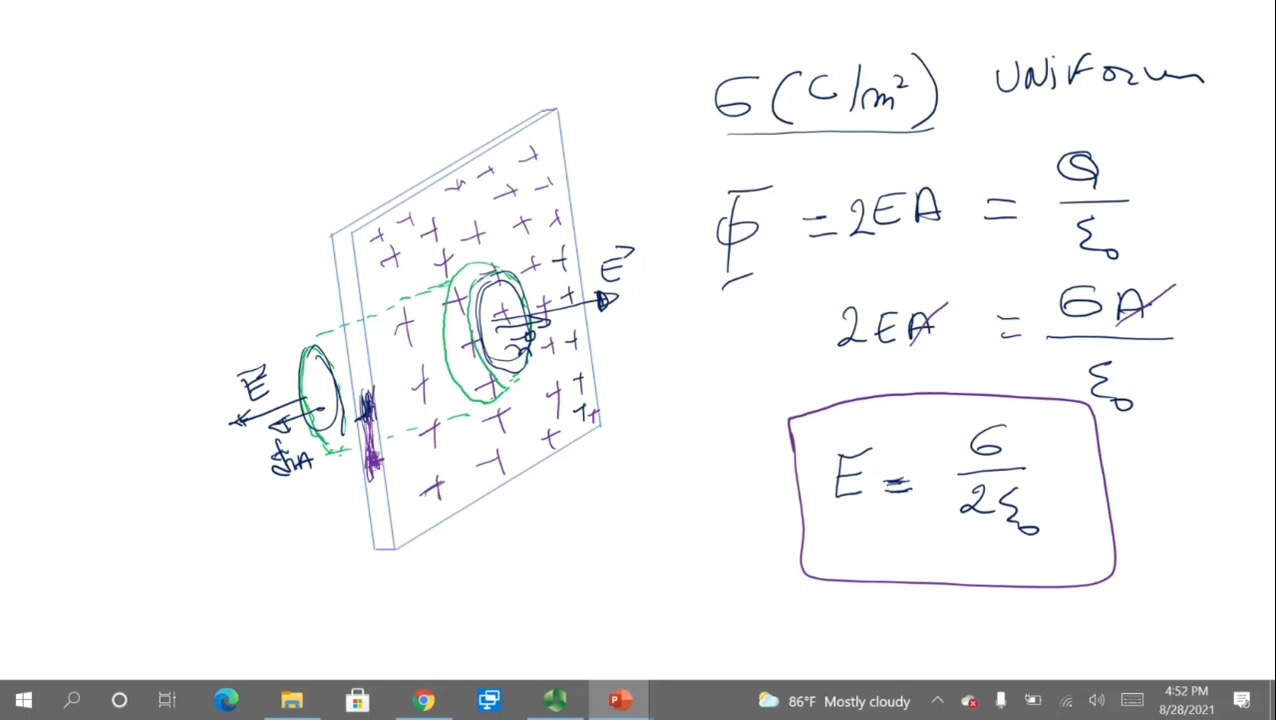 σ (C/m²) UNiFORM
Φ = 2EA = Q/ε₀
2EA = σA/ε₀
E⃗
E⃗
E = σ/2ε₀
86°F Mostly cloudy
4:52 PM
8/28/2021